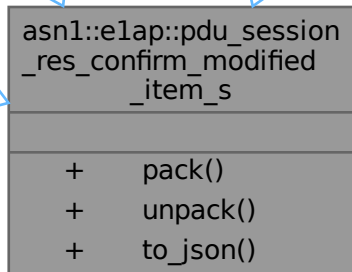 asn1::e1ap::pdu_session
_res_confirm_modified
_item_s
+ pack()
+ unpack()
+ to_json()